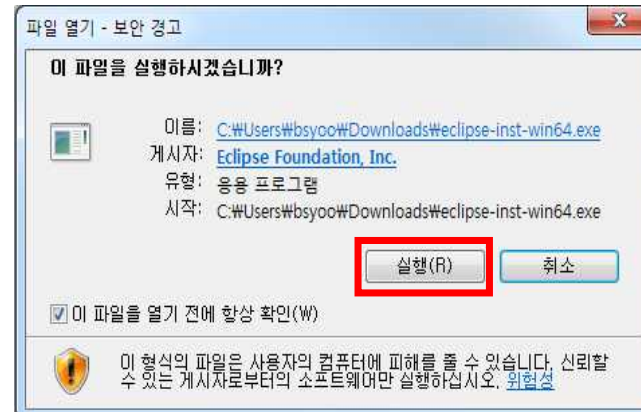 파일 열기 - 보안 경고
이 파일을 실행하시겠습니까?
이름: C:₩Users₩bsyoo₩Downloads₩eclipse-inst-win64.exe
게시자: Eclipse Foundation, Inc.
유형: 응용 프로그램
시작: C:₩Users₩bsyoo₩Downloads₩eclipse-inst-win64.exe
실행(R) 취소
이 파일을 열기 전에 항상 확인(W)
이 형식의 파일은 사용자의 컴퓨터에 피해를 줄 수 있습니다. 신뢰할
수 있는 게시자로부터의 소프트웨어만 실행하십시오. 위험성